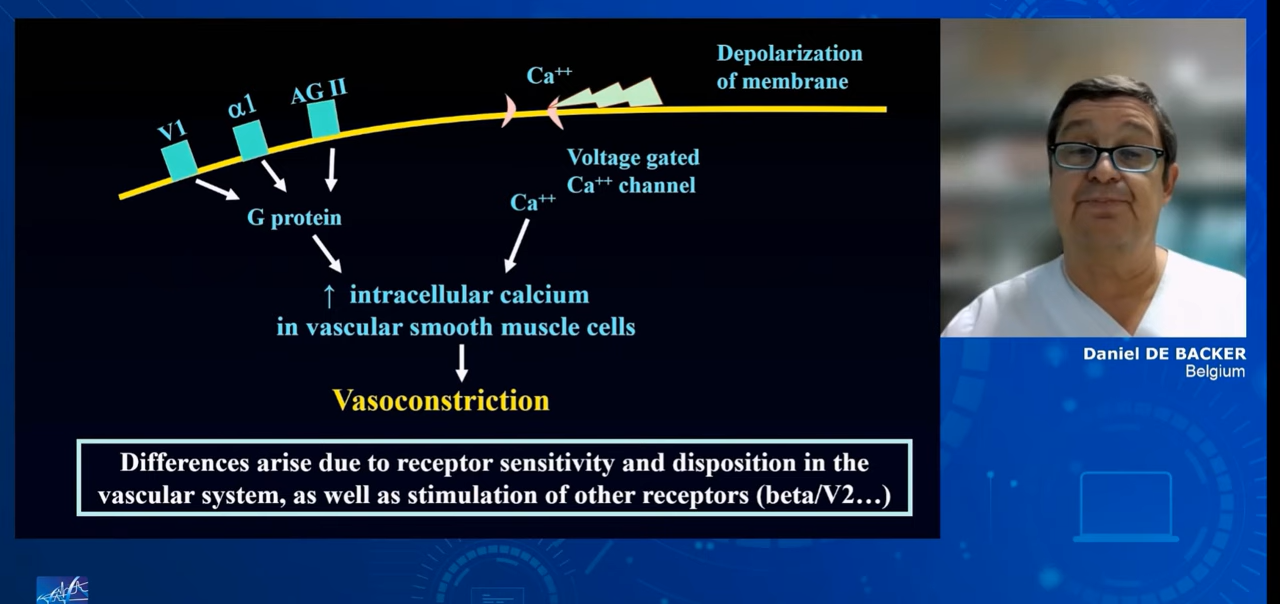 Depolarization
of membrane
Ca++
AG II
α1
V1
Voltage gated
Ca++ channel
Ca++
G protein
↑ intracellular calcium
in vascular smooth muscle cells
Vasoconstriction
Differences arise due to receptor sensitivity and disposition in the
vascular system, as well as stimulation of other receptors (beta/V2…)
Daniel DE BACKER
Belgium